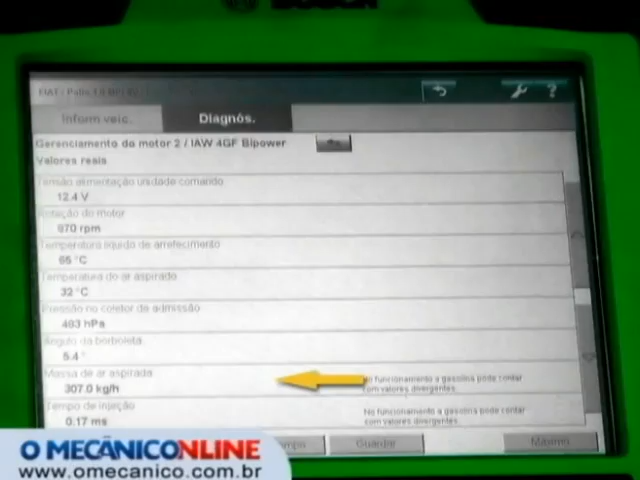 BOSCH
FIAT / Palio 1.0
Inform veic.
Diagnós.
Gerenciamento do motor 2 / IAW 4GF Bipower
Valores reais
Tensão alimentação unidade comando
12.4 V
Rotação do motor
970 rpm
Temperatura líquido de arrefecimento
65 °C
Temperatura do ar aspirado
32 °C
Pressão no coletor de admissão
483 hPa
Ângulo da borboleta
5.4 °
Massa de ar aspirada
307.0 kg/h
No funcionamento a gasolina pode contar
com valores divergentes.
Tempo de injeção
0.17 ms
No funcionamento a gasolina pode contar
com valores divergentes.
Guardar
Máximo
O MECÂNICONLINE
www.omecanico.com.br